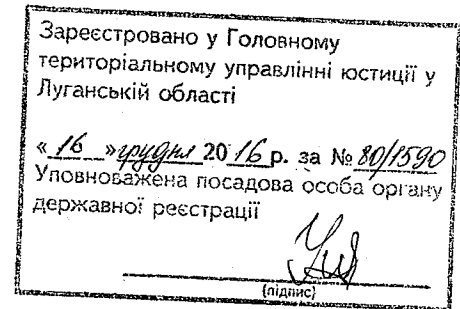 Зареєстровано у Головному
територіальному управлінні юстиції у
Луганській області
«16» грудня 2016 р. за № 80/1590
Уповноважена посадова особа органу
державної реєстрації
(підпис)